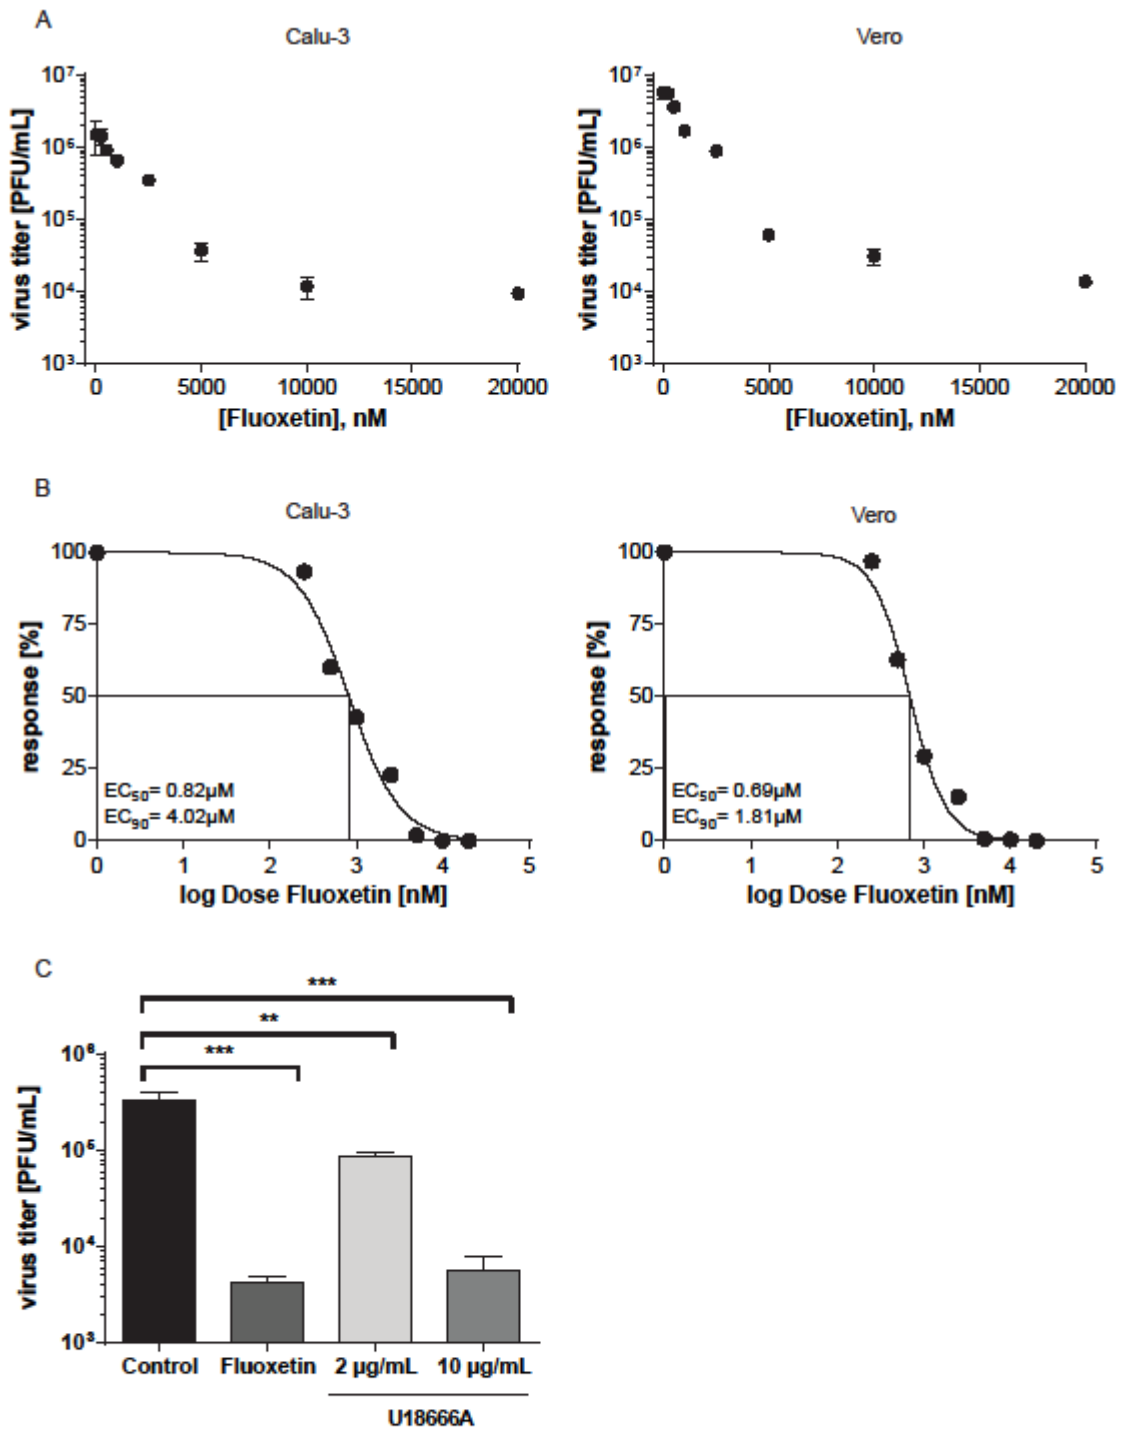 A
Calu-3
Vero
virus titer [PFU/mL]
10⁷
10⁶
10⁵
10⁴
10³
0 5000 10000 15000 20000
[Fluoxetin], nM
virus titer [PFU/mL]
10⁷
10⁶
10⁵
10⁴
10³
0 5000 10000 15000 20000
[Fluoxetin], nM
B
Calu-3
Vero
response [%]
100
75
50
25
0
EC₅₀= 0.82µM
EC₉₀= 4.02µM
0 1 2 3 4 5
log Dose Fluoxetin [nM]
response [%]
100
75
50
25
0
EC₅₀= 0.69µM
EC₉₀= 1.81µM
0 1 2 3 4 5
log Dose Fluoxetin [nM]
C
***
**
***
virus titer [PFU/mL]
10⁶
10⁵
10⁴
10³
Control Fluoxetin 2 µg/mL 10 µg/mL
U18666A